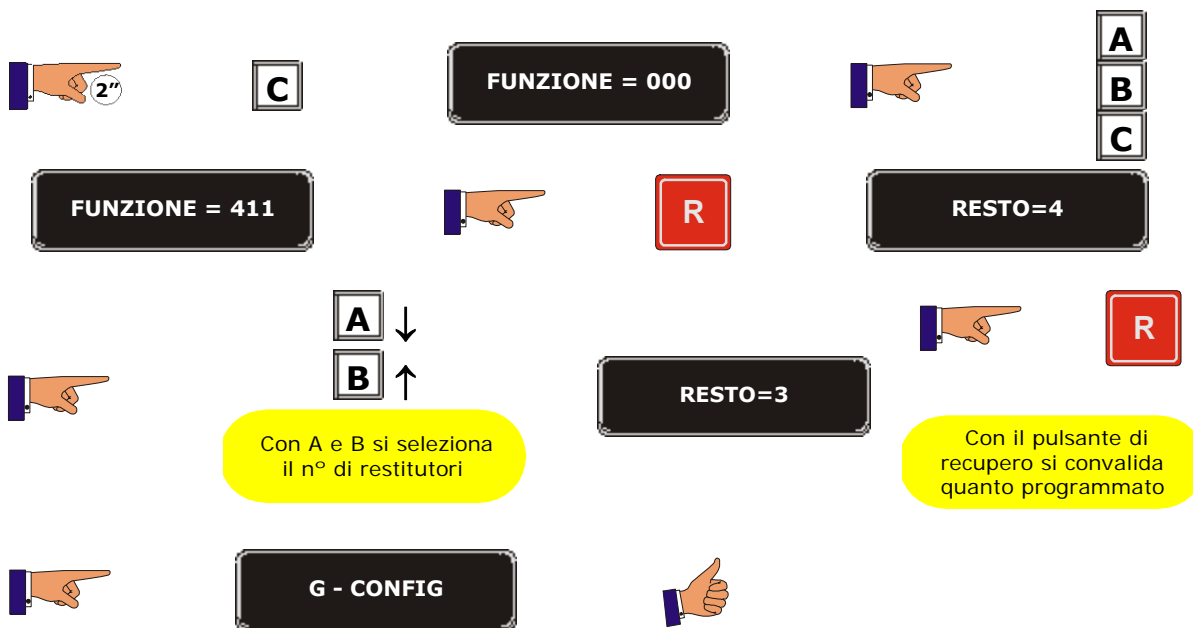 2”
C
FUNZIONE = 000
A
B
C
FUNZIONE = 411
R
RESTO=4
A ↓
B ↑
Con A e B si seleziona
il n° di restitutori
RESTO=3
R
Con il pulsante di
recupero si convalida
quanto programmato
G - CONFIG